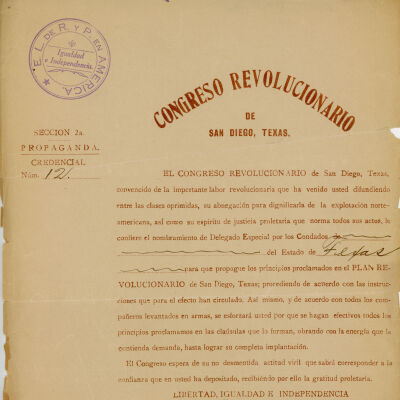 E. L. DE R. Y P. EN AMERICA.
Igualdad
e Independencia.
CONGRESO REVOLUCIONARIO
DE
SAN DIEGO, TEXAS.
SECCION 2a.
PROPAGANDA.
CREDENCIAL
Núm. 12.
EL CONGRESO REVOLUCIONARIO de San Diego, Texas,
convencido de la importante labor revolucionaria que ha venido usted difundiendo
entre las clases oprimidas, su abnegación para dignificarla de la explotación norte-
americana, así como su espíritu de justicia proletaria que norma todos sus actos, le
confiere el nombramiento de Delegado Especial por los Condados, de
del Estado de Texas
para que propague los principios proclamados en el PLAN RE-
VOLUCIONARIO de San Diego, Texas; procediendo de acuerdo con las instruc-
ciones que para el efecto han circulado. Así mismo, y de acuerdo con todos los com-
pañeros levantados en armas, se esforzará usted por que se hagan efectivos todos los
principios proclamados en las claúsulas que lo forman, obrando con la energía que la
contienda demanda, hasta lograr su completa implantación.
El Congreso espera de su no desmentida actitud viril que sabrá corresponder a la
confianza que en usted ha depositado, recibiendo por ello la gratitud proletaria.
LIBERTAD, IGUALDAD E INDEPENDENCIA